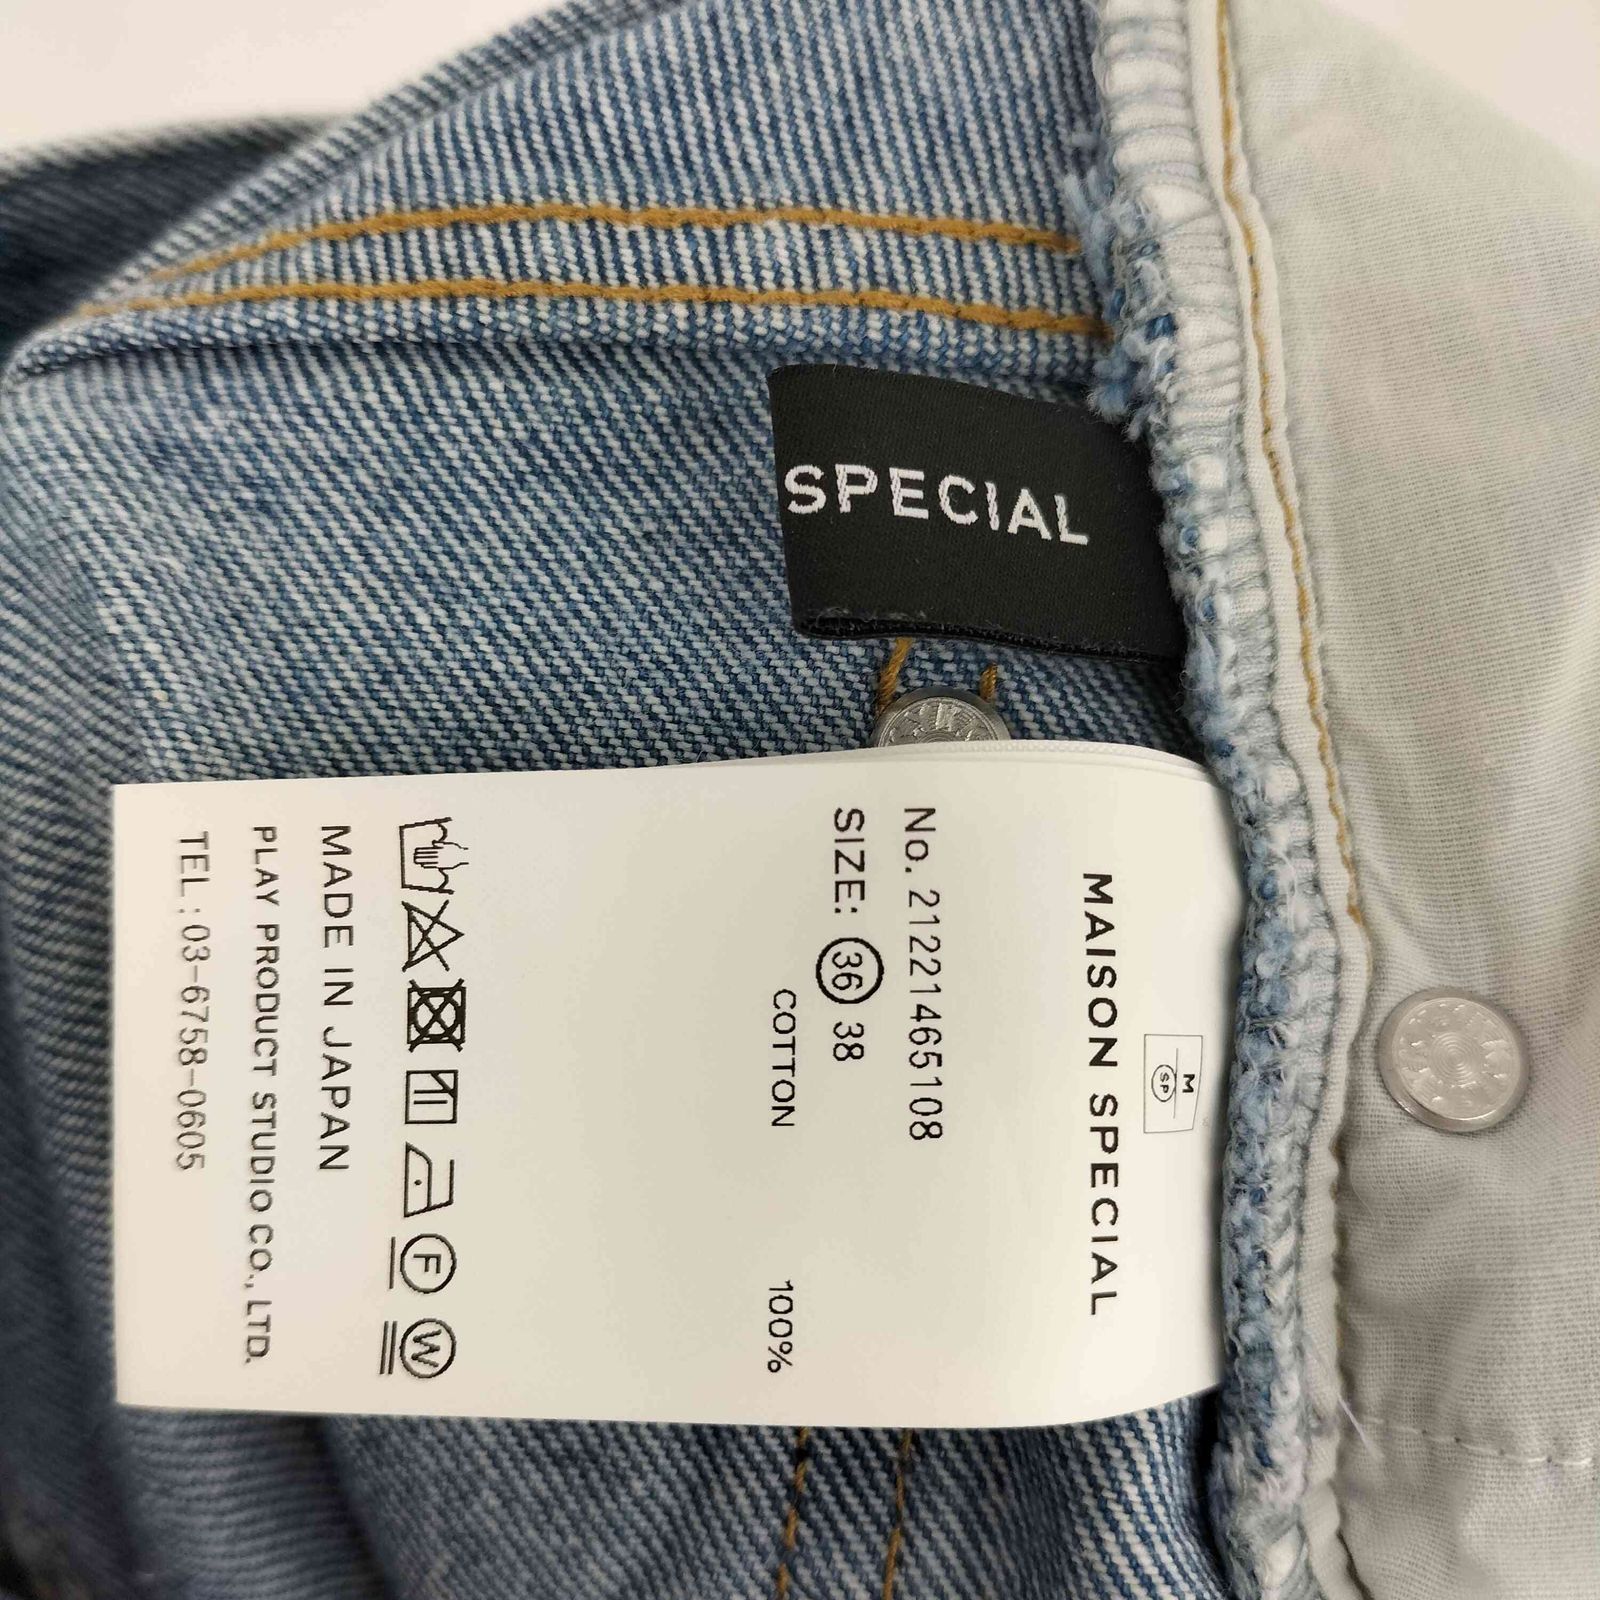 SPECIAL
M
SP
MAISON SPECIAL
No. 21221465108
SIZE: 36 38
COTTON 100%
F W
MADE IN JAPAN
PLAY PRODUCT STUDIO CO., LTD.
TEL:03-6758-0605